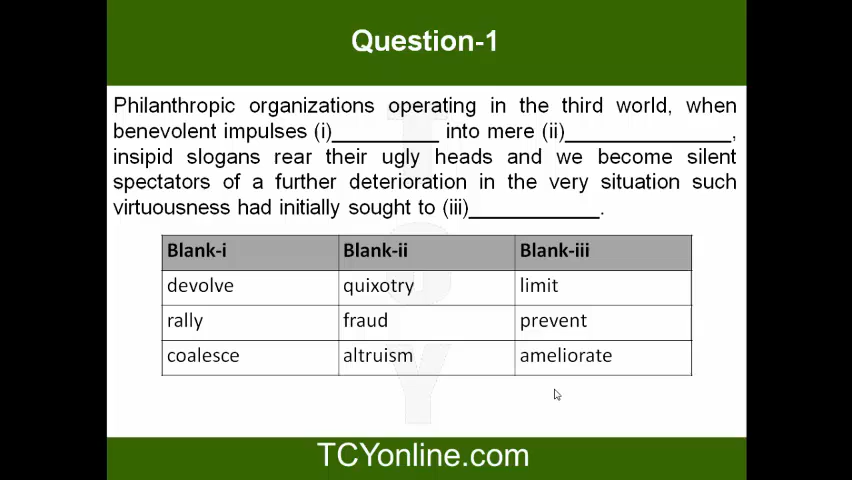 Question-1
Philanthropic organizations operating in the third world, when
benevolent impulses (i)__________ into mere (ii)______________,
insipid slogans rear their ugly heads and we become silent
spectators of a further deterioration in the very situation such
virtuousness had initially sought to (iii)____________.
Blank-i Blank-ii Blank-iii
devolve quixotry limit
rally fraud prevent
coalesce altruism ameliorate
TCY
TCYonline.com